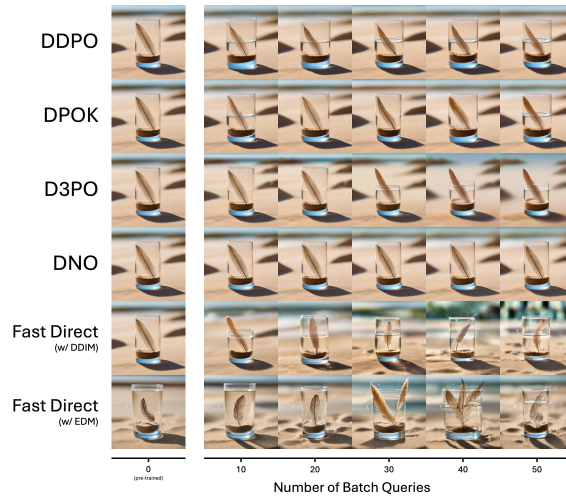 DDPO
DPOK
D3PO
DNO
Fast Direct
(w/ DDIM)
Fast Direct
(w/ EDM)
0 10 20 30 40 50
(pre-trained)
Number of Batch Queries